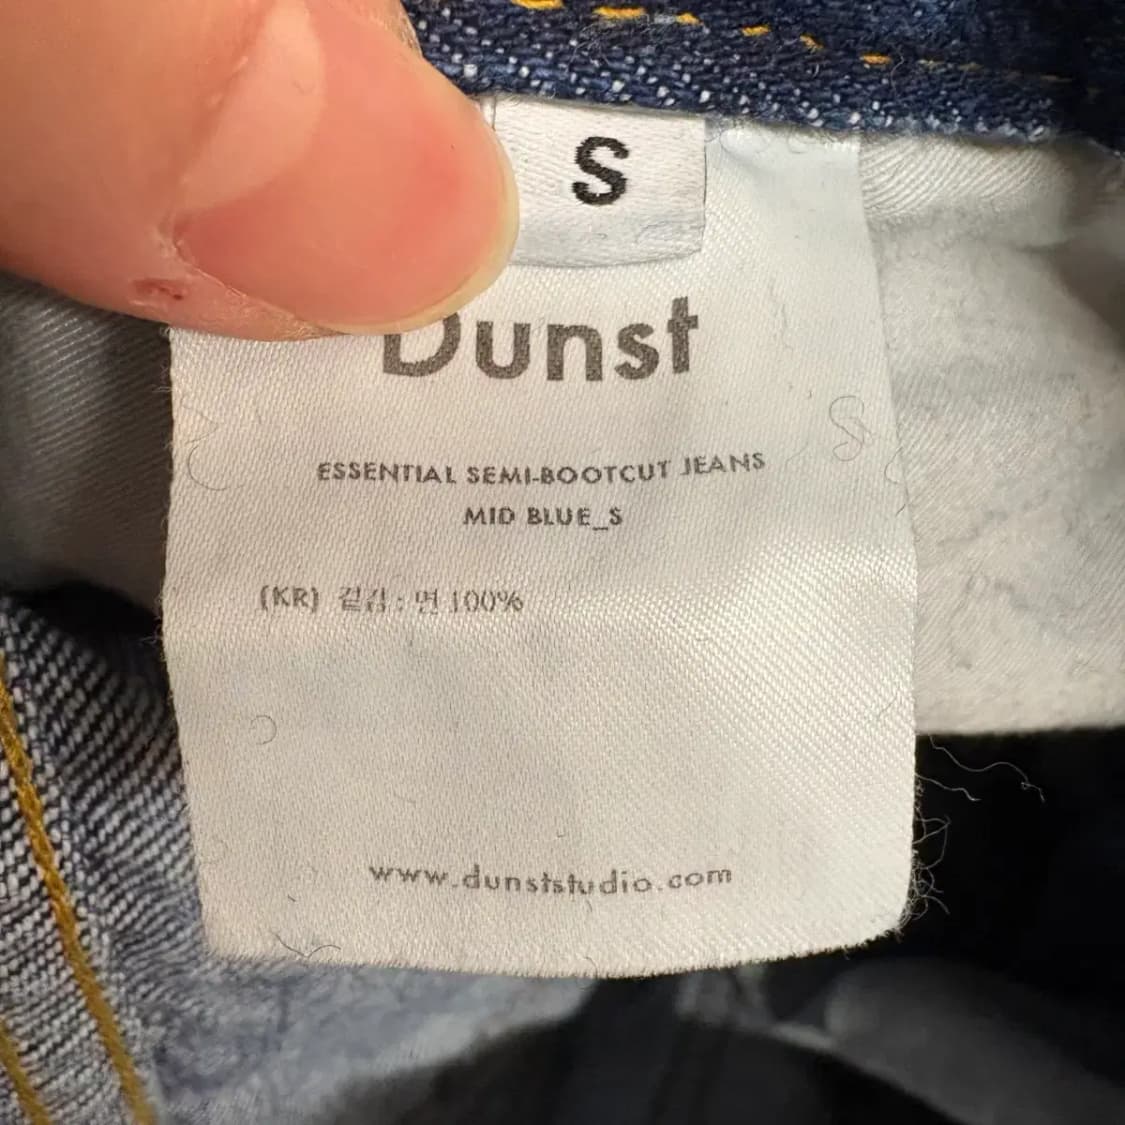 S
Dunst
ESSENTIAL SEMI-BOOTCUT JEANS
MID BLUE_S
(KR) 겉감 : 면 100%
www.dunststudio.com